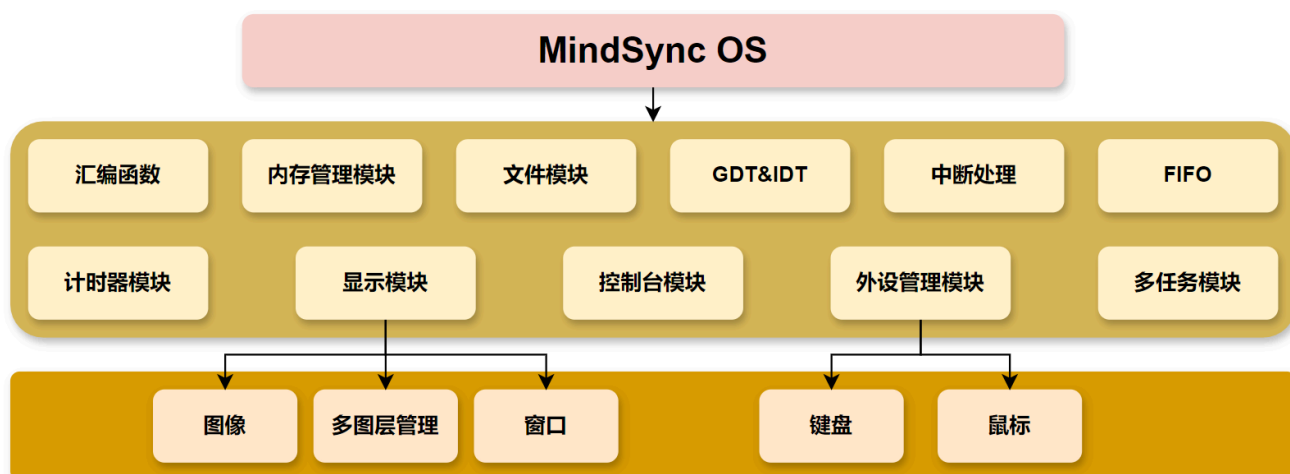 MindSync OS
汇编函数
内存管理模块
文件模块
GDT&IDT
中断处理
FIFO
计时器模块
显示模块
控制台模块
外设管理模块
多任务模块
图像
多图层管理
窗口
键盘
鼠标